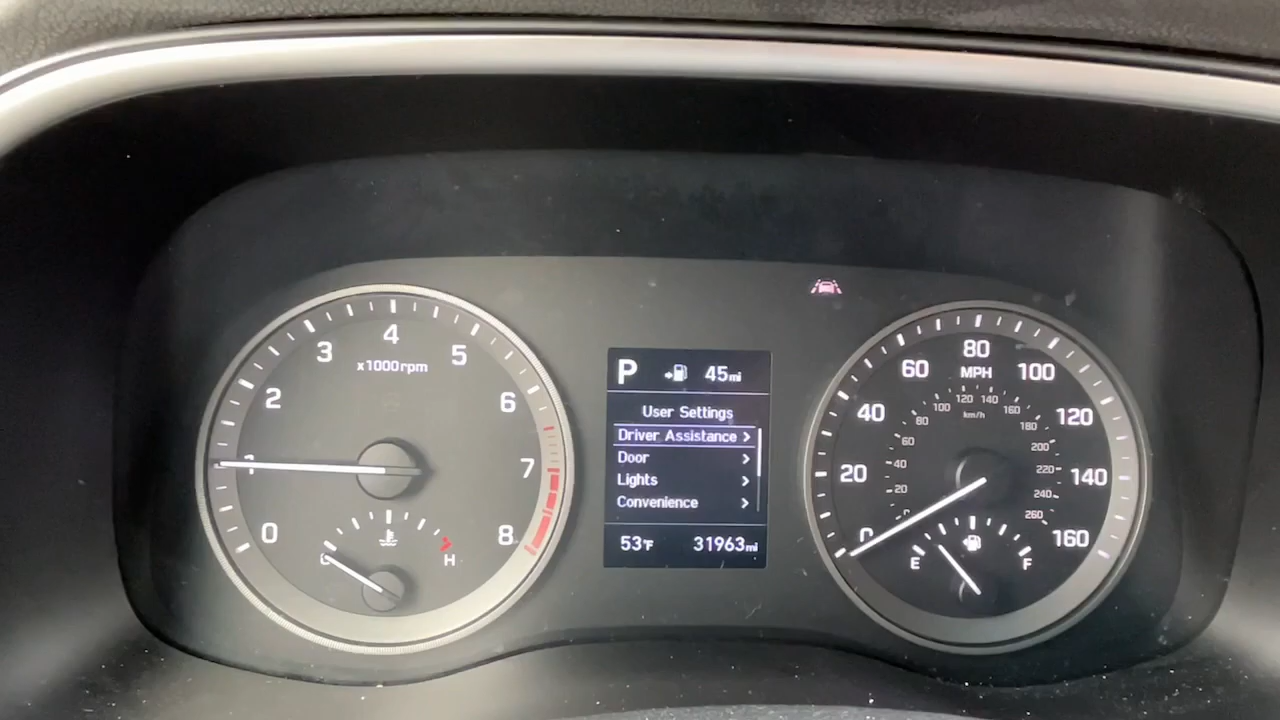 4
3
5
x1000rpm
2
6
1
7
0
8
C
H
P
45mi
User Settings
Driver Assistance >
Door >
Lights >
Convenience >
53°F
31963mi
80
MPH
60
100
40
120
20
140
0
160
120
140
100
160
km/h
80
180
60
200
40
220
20
240
0
260
E
F